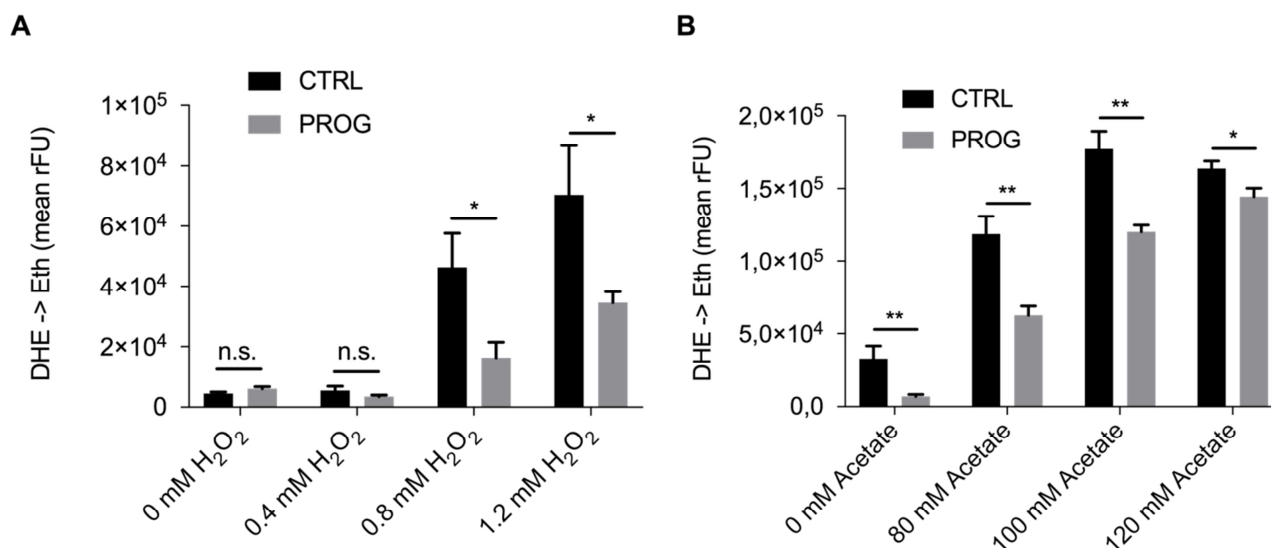 A
CTRL
PROG
DHE -> Eth (mean rFU)
1×10⁵
8×10⁴
6×10⁴
4×10⁴
2×10⁴
0
n.s.
n.s.
*
*
0 mM H₂O₂
0.4 mM H₂O₂
0.8 mM H₂O₂
1.2 mM H₂O₂
B
CTRL
PROG
DHE -> Eth (mean rFU)
2,0×10⁵
1,5×10⁵
1,0×10⁵
5,0×10⁴
0,0
**
**
**
*
0 mM Acetate
80 mM Acetate
100 mM Acetate
120 mM Acetate